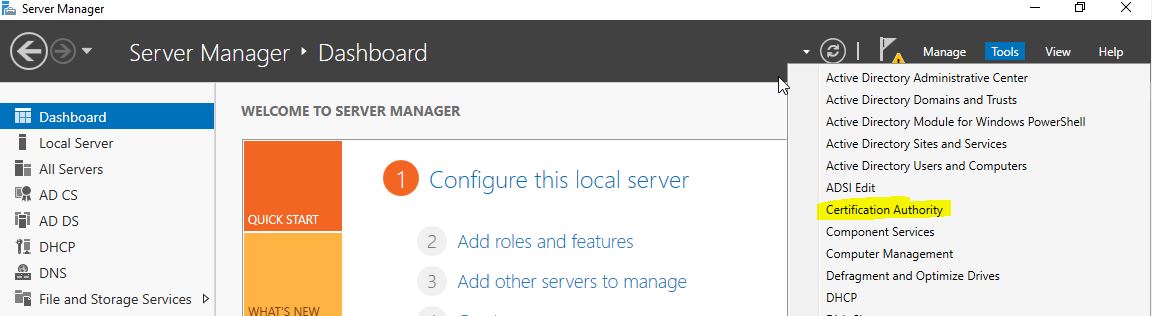 Server Manager
Server Manager ‣ Dashboard
Manage Tools View Help
Dashboard
Local Server
All Servers
AD CS
AD DS
DHCP
DNS
File and Storage Services
WELCOME TO SERVER MANAGER
QUICK START
WHAT'S NEW
1 Configure this local server
2 Add roles and features
3 Add other servers to manage
Active Directory Administrative Center
Active Directory Domains and Trusts
Active Directory Module for Windows PowerShell
Active Directory Sites and Services
Active Directory Users and Computers
ADSI Edit
Certification Authority
Component Services
Computer Management
Defragment and Optimize Drives
DHCP